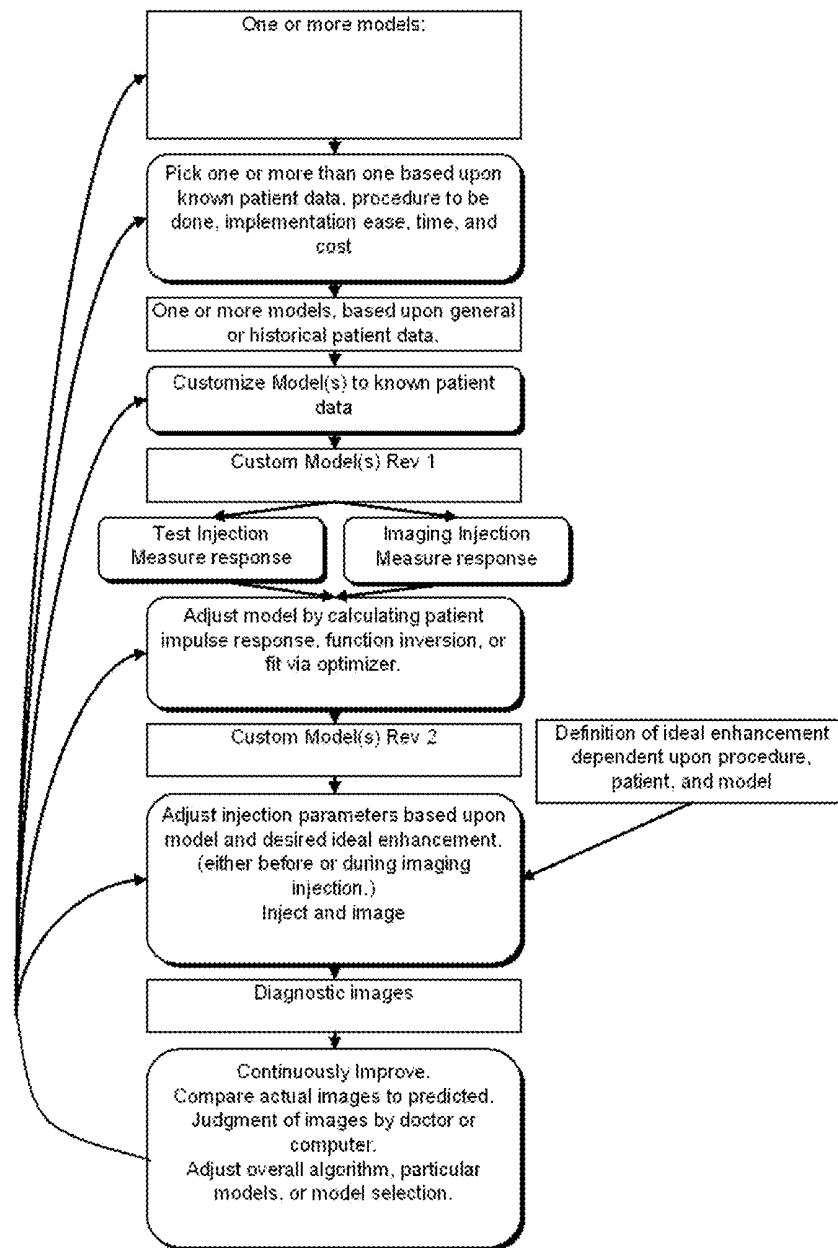 One or more models:
Pick one or more than one based upon
known patient data, procedure to be
done, implementation ease, time, and
cost
One or more models, based upon general
or historical patient data.
Customize Model(s) to known patient
data
Custom Model(s) Rev 1
Test Injection
Measure response
Imaging Injection
Measure response
Adjust model by calculating patient
impulse response, function inversion, or
fit via optimizer.
Custom Model(s) Rev 2
Definition of ideal enhancement
dependent upon procedure,
patient, and model
Adjust injection parameters based upon
model and desired ideal enhancement.
(either before or during imaging
injection.)
Inject and image
Diagnostic images
Continuously Improve.
Compare actual images to predicted.
Judgment of images by doctor or
computer.
Adjust overall algorithm, particular
models, or model selection.